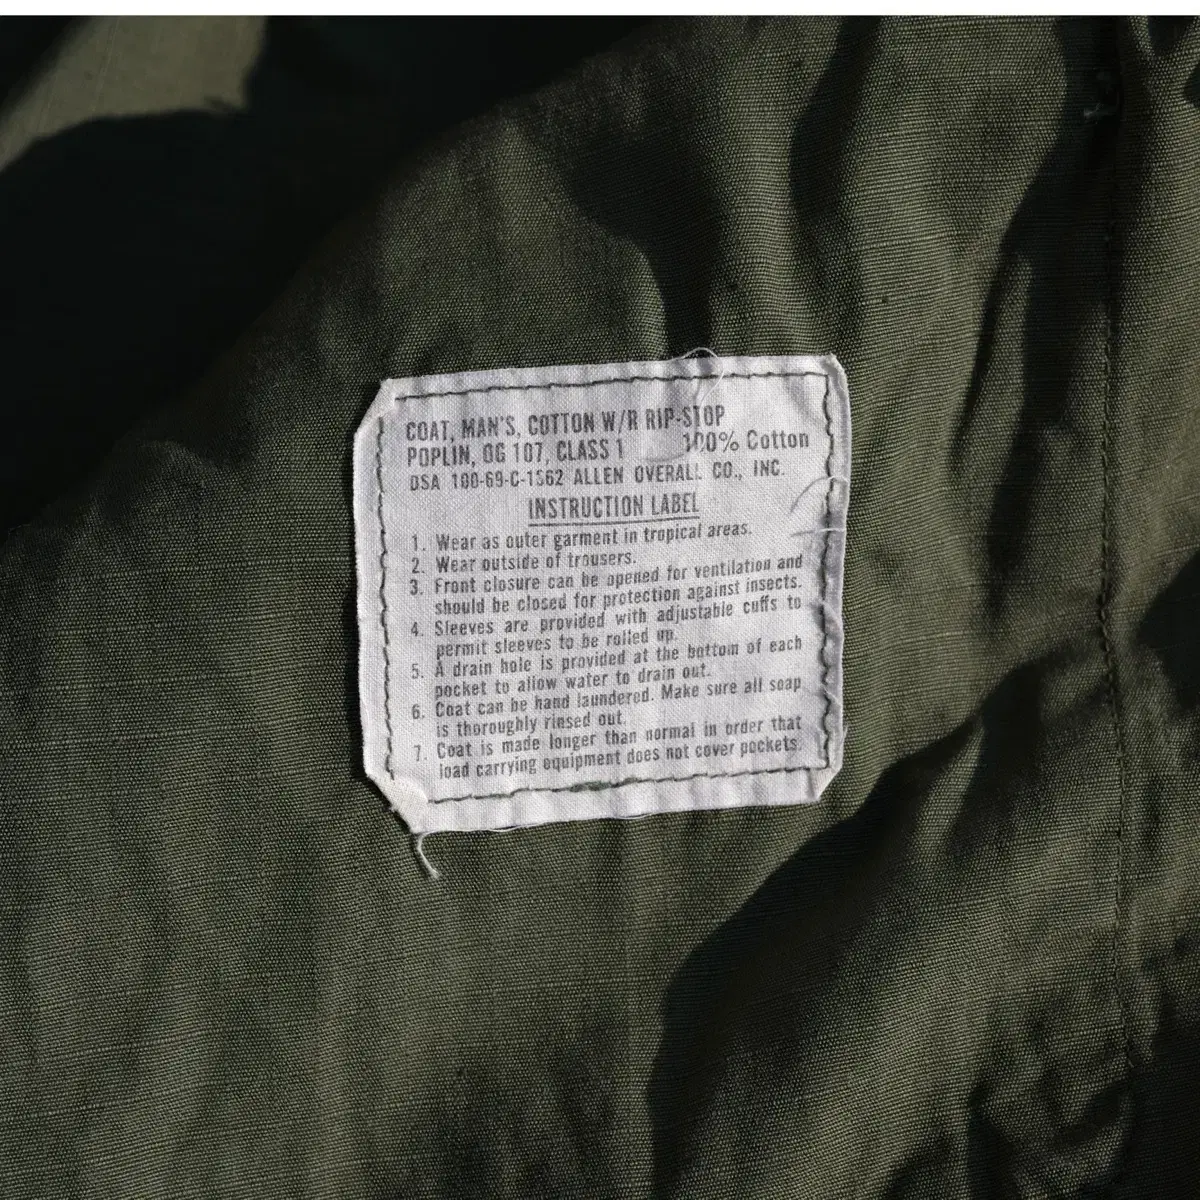 COAT, MAN'S, COTTON W/R RIP-STOP
POPLIN, OG 107, CLASS 1 100% Cotton
DSA 100-69-C-1562 ALLEN OVERALL CO., INC.
INSTRUCTION LABEL
1. Wear as outer garment in tropical areas.
2. Wear outside of trousers.
3. Front closure can be opened for ventilation and
should be closed for protection against insects.
4. Sleeves are provided with adjustable cuffs to
permit sleeves to be rolled up.
5. A drain hole is provided at the bottom of each
pocket to allow water to drain out.
6. Coat can be hand laundered. Make sure all soap
is thoroughly rinsed out.
7. Coat is made longer than normal in order that
load carrying equipment does not cover pockets.